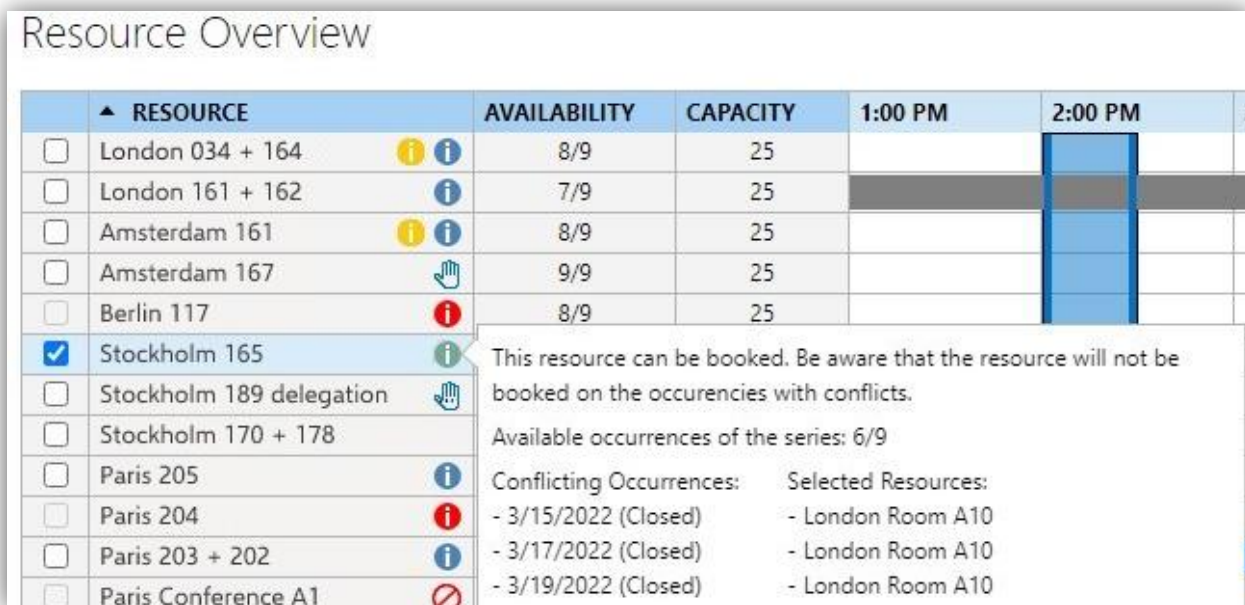 Resource Overview
▲ RESOURCE AVAILABILITY CAPACITY 1:00 PM 2:00 PM
London 034 + 164 8/9 25
London 161 + 162 7/9 25
Amsterdam 161 8/9 25
Amsterdam 167 9/9 25
Berlin 117 8/9 25
Stockholm 165
Stockholm 189 delegation
Stockholm 170 + 178
Paris 205
Paris 204
Paris 203 + 202
Paris Conference A1
This resource can be booked. Be aware that the resource will not be
booked on the occurencies with conflicts.
Available occurrences of the series: 6/9
Conflicting Occurrences: Selected Resources:
- 3/15/2022 (Closed) - London Room A10
- 3/17/2022 (Closed) - London Room A10
- 3/19/2022 (Closed) - London Room A10